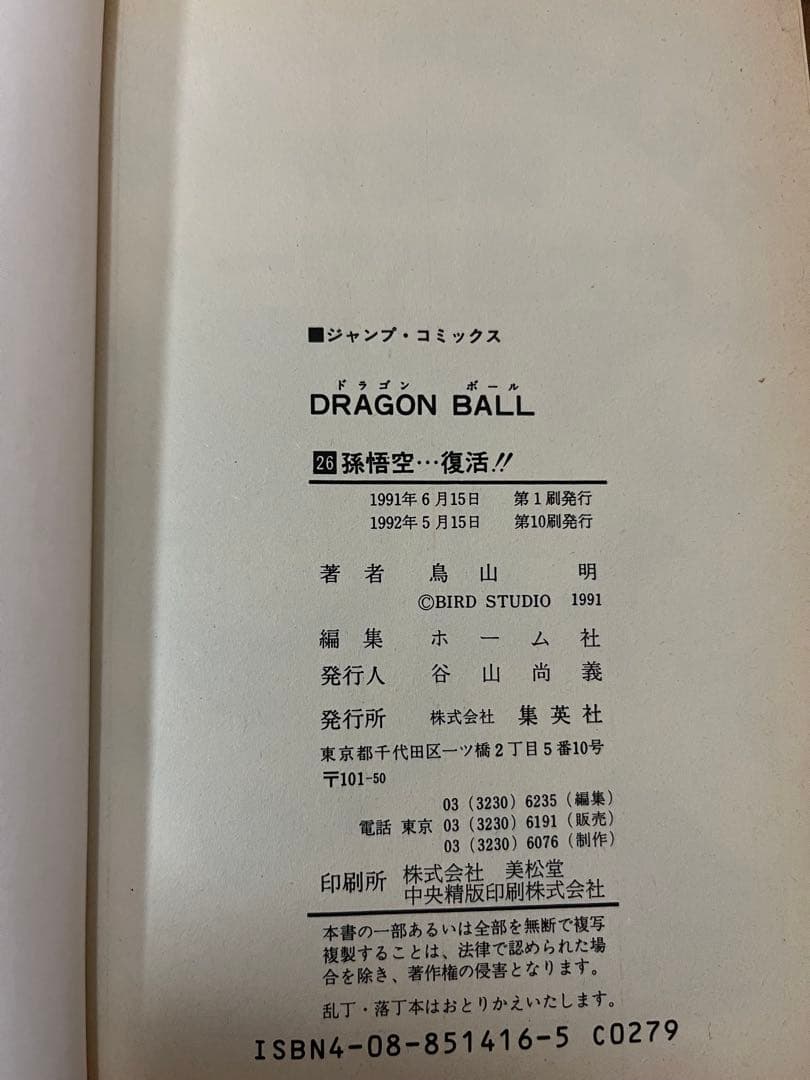 ■ジャンプ・コミックス
ドラゴン ボール
DRAGON BALL
26 孫悟空…復活!!
1991年6月15日 第1刷発行
1992年5月15日 第10刷発行
著者 鳥山 明
©BIRD STUDIO 1991
編集 ホーム社
発行人 谷山尚義
発行所 株式会社 集英社
東京都千代田区一ツ橋2丁目5番10号
〒101-50
03(3230)6235(編集)
電話 東京 03(3230)6191(販売)
03(3230)6076(制作)
印刷所 株式会社 美松堂
中央精版印刷株式会社
本書の一部あるいは全部を無断で複写
複製することは、法律で認められた場
合を除き、著作権の侵害となります。
乱丁・落丁本はおとりかえいたします。
ISBN4-08-851416-5 C0279